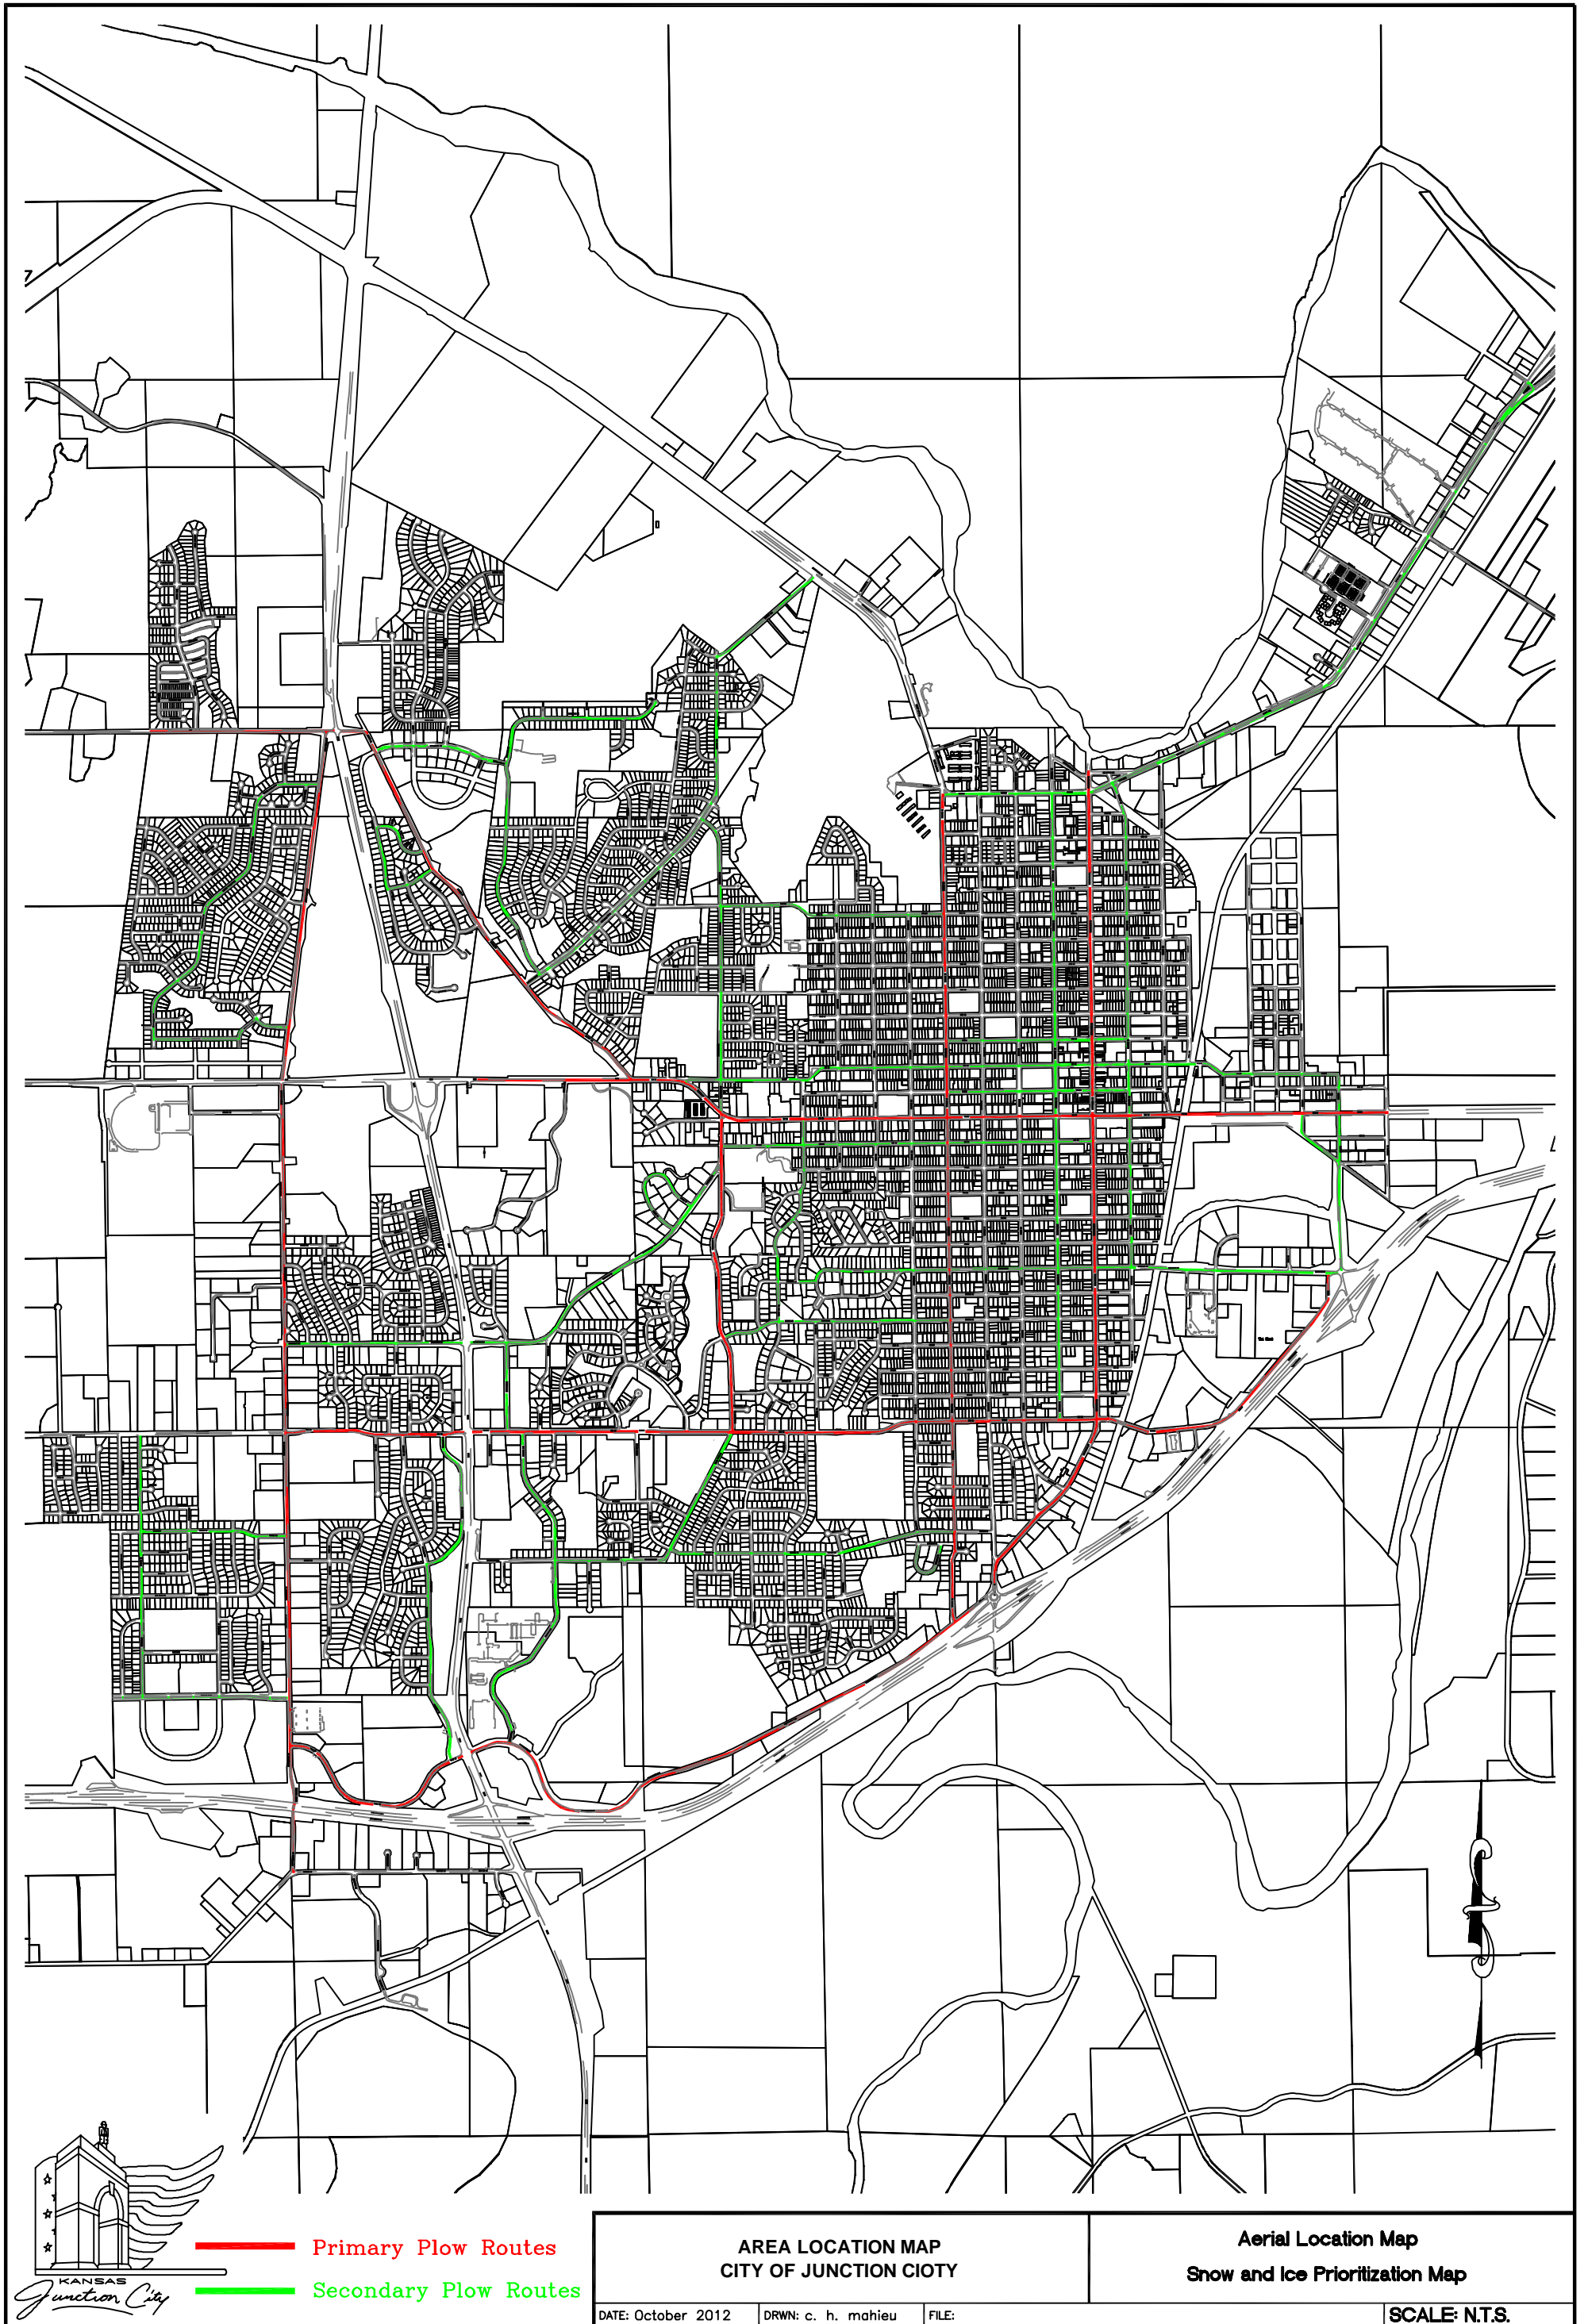 KANSAS
Junction City
Primary Plow Routes
Secondary Plow Routes
AREA LOCATION MAP
CITY OF JUNCTION CIOTY
Aerial Location Map
Snow and Ice Prioritization Map
DATE: October 2012
DRWN: c. h. mahieu
FILE:
SCALE: N.T.S.